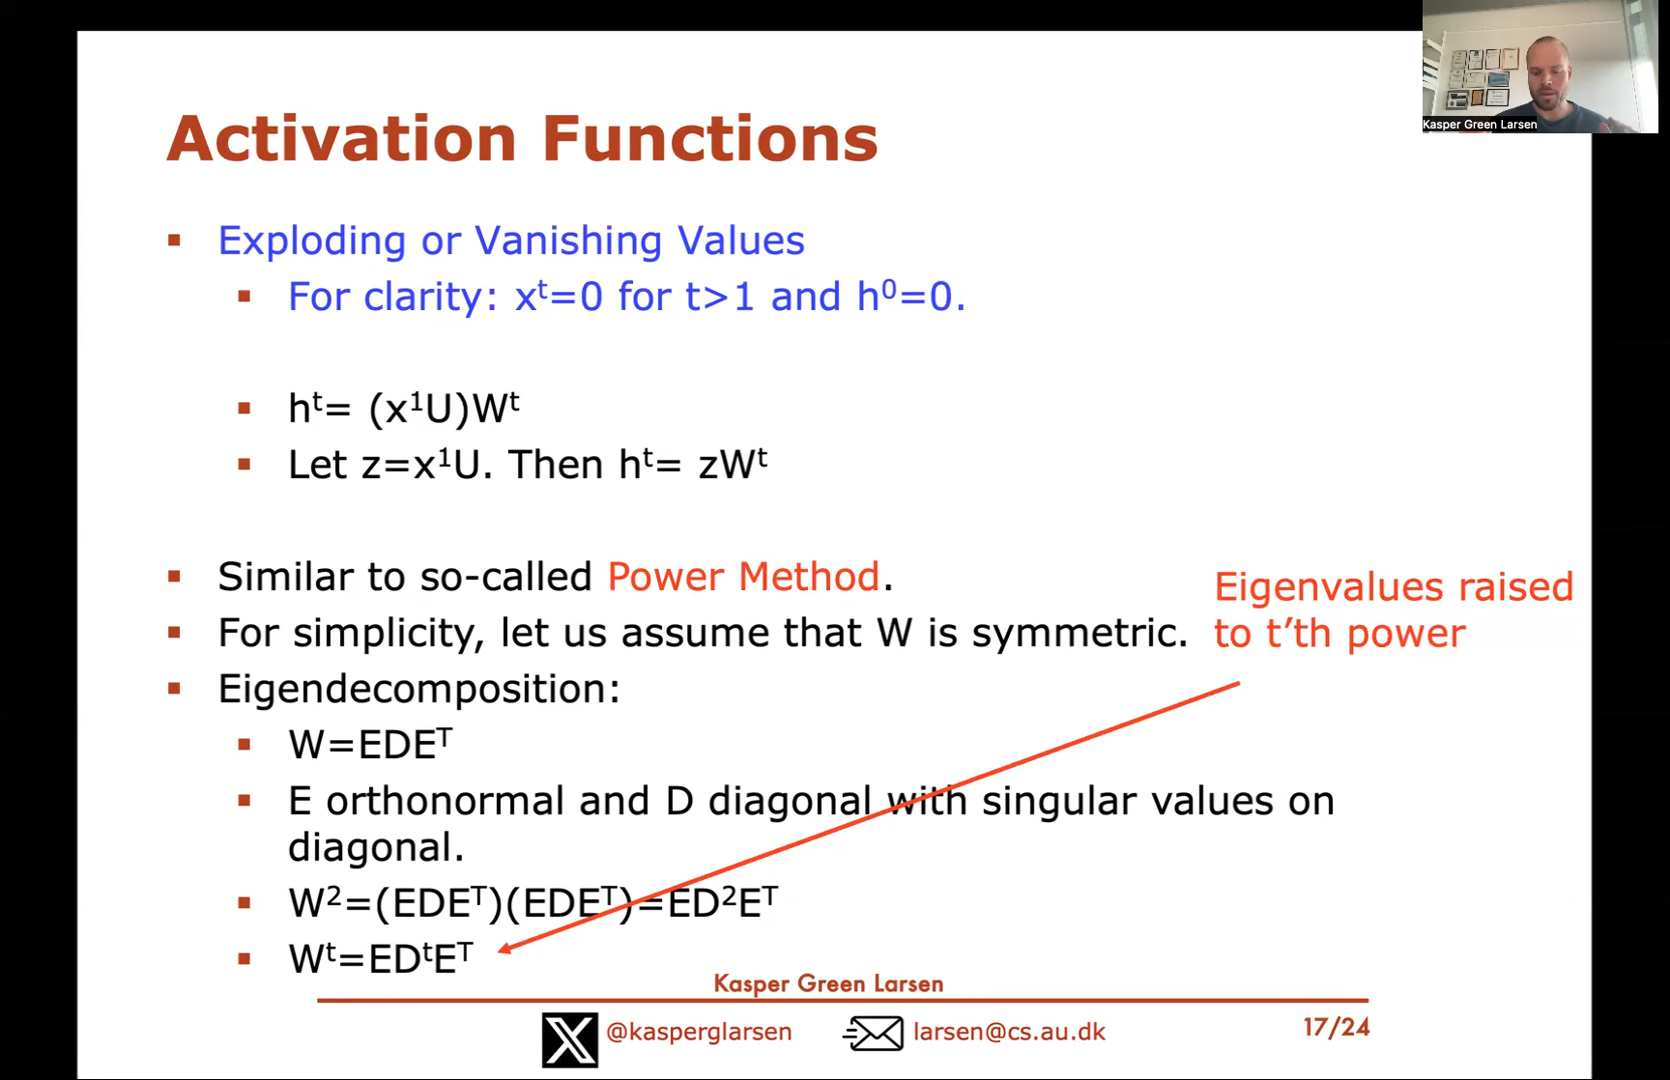 Kasper Green Larsen
Activation Functions
▪ Exploding or Vanishing Values
▪ For clarity: xᵗ=0 for t>1 and h⁰=0.
▪ hᵗ= (x¹U)Wᵗ
▪ Let z=x¹U. Then hᵗ= zWᵗ
▪ Similar to so-called Power Method.
▪ For simplicity, let us assume that W is symmetric.
Eigenvalues raised
to t’th power
▪ Eigendecomposition:
▪ W=EDEᵀ
▪ E orthonormal and D diagonal with singular values on
diagonal.
▪ W²=(EDEᵀ)(EDEᵀ)=ED²Eᵀ
▪ Wᵗ=EDᵗEᵀ
Kasper Green Larsen
@kasperglarsen
larsen@cs.au.dk
17/24